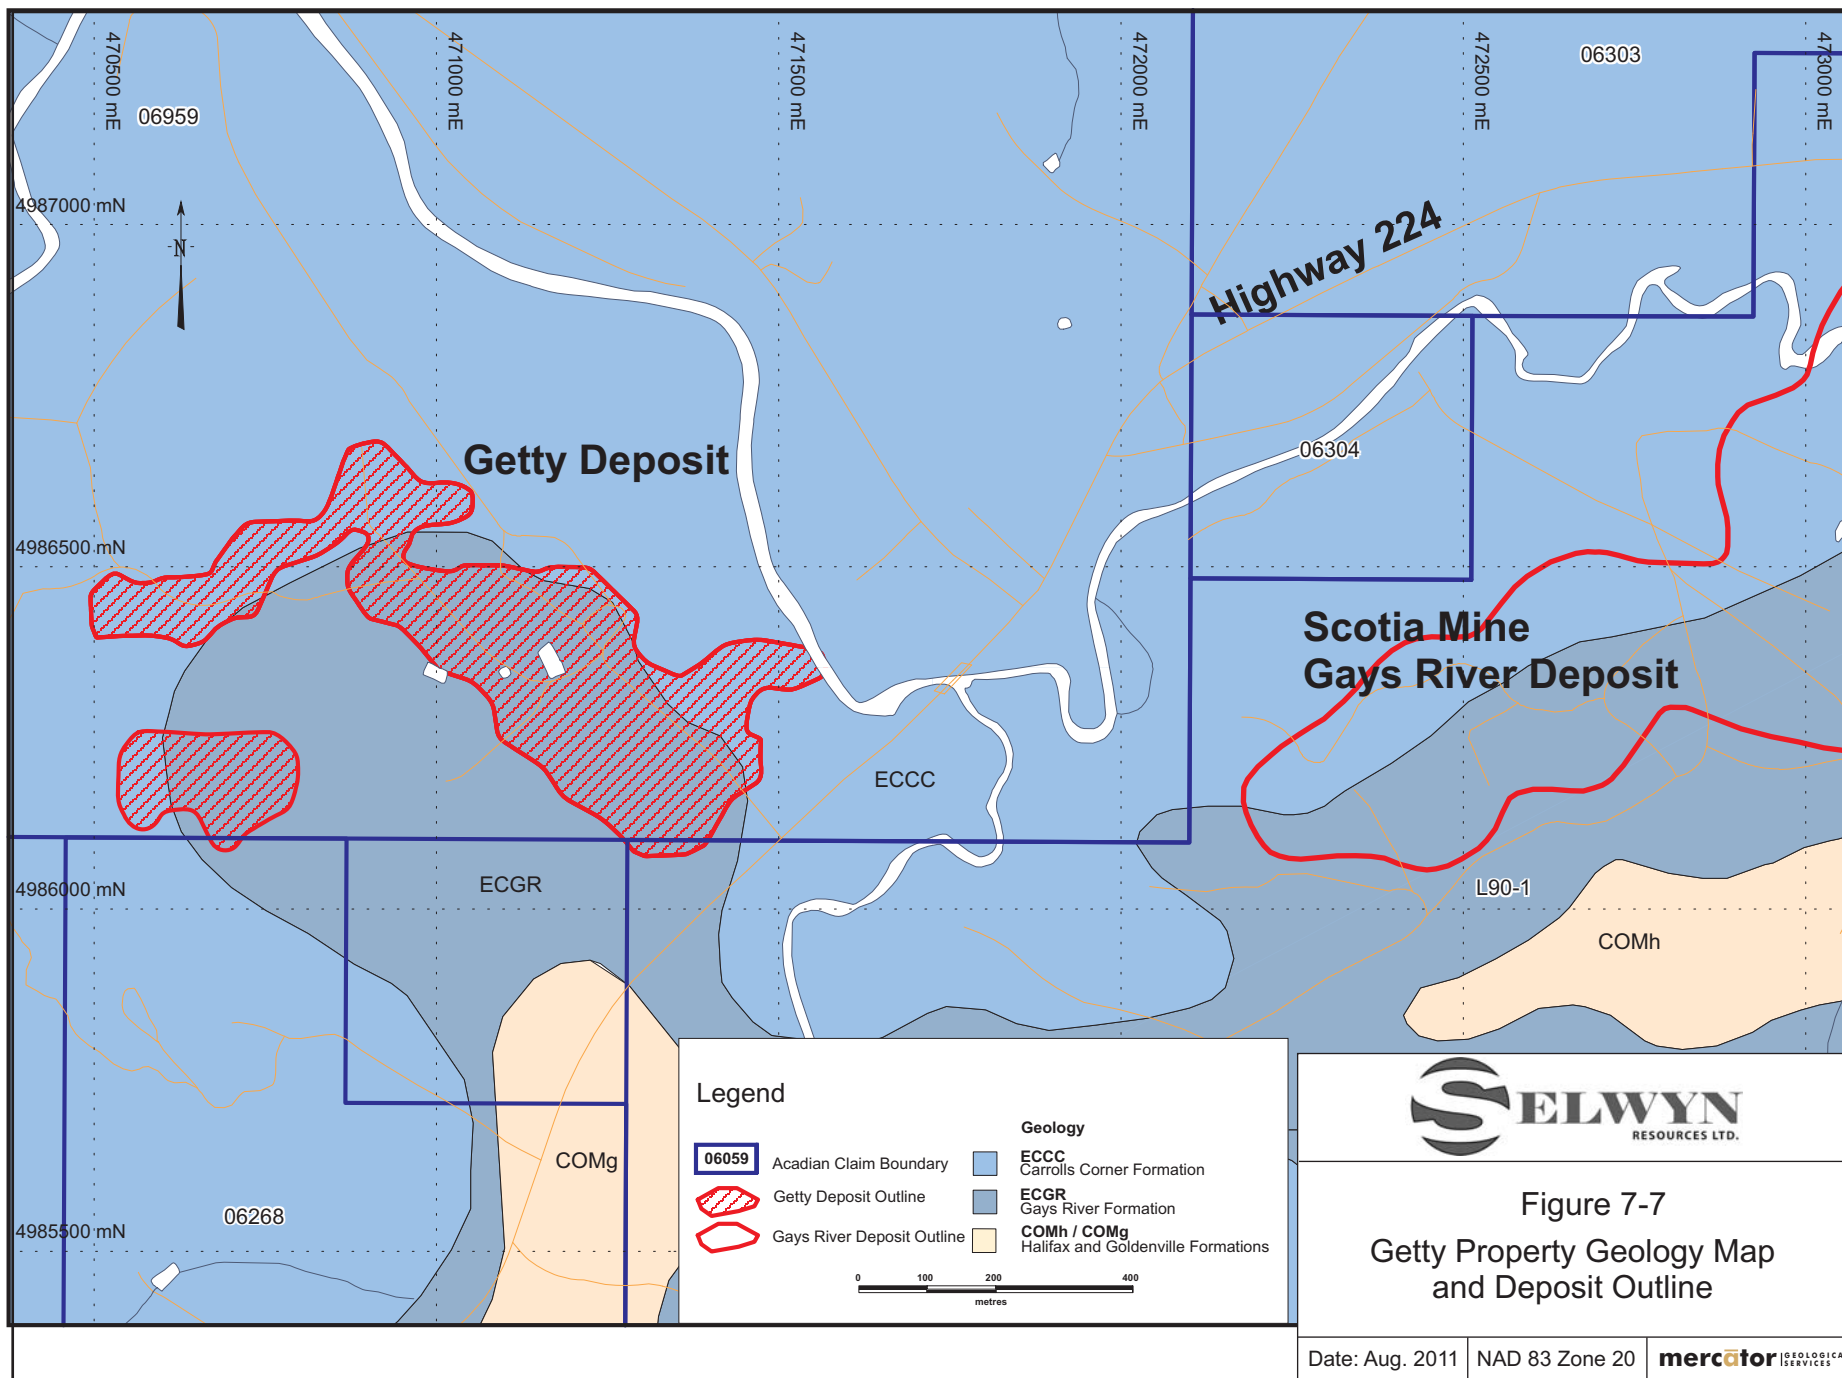 470500 mE
471000 mE
471500 mE
472000 mE
472500 mE
473000 mE
06303
06959
4987000 mN
N
Highway 224
Getty Deposit
06304
4986500 mN
Scotia Mine
Gays River Deposit
ECCC
4986000 mN
ECGR
L90-1
COMh
COMg
06268
4985500 mN
Legend
06059
Acadian Claim Boundary
Getty Deposit Outline
Gays River Deposit Outline
Geology
ECCC
Carrolls Corner Formation
ECGR
Gays River Formation
COMh / COMg
Halifax and Goldenville Formations
0 100 200 400
metres
SELWYN
RESOURCES LTD.
Figure 7-7
Getty Property Geology Map
and Deposit Outline
Date: Aug. 2011
NAD 83 Zone 20
mercator GEOLOGICA
SERVICES